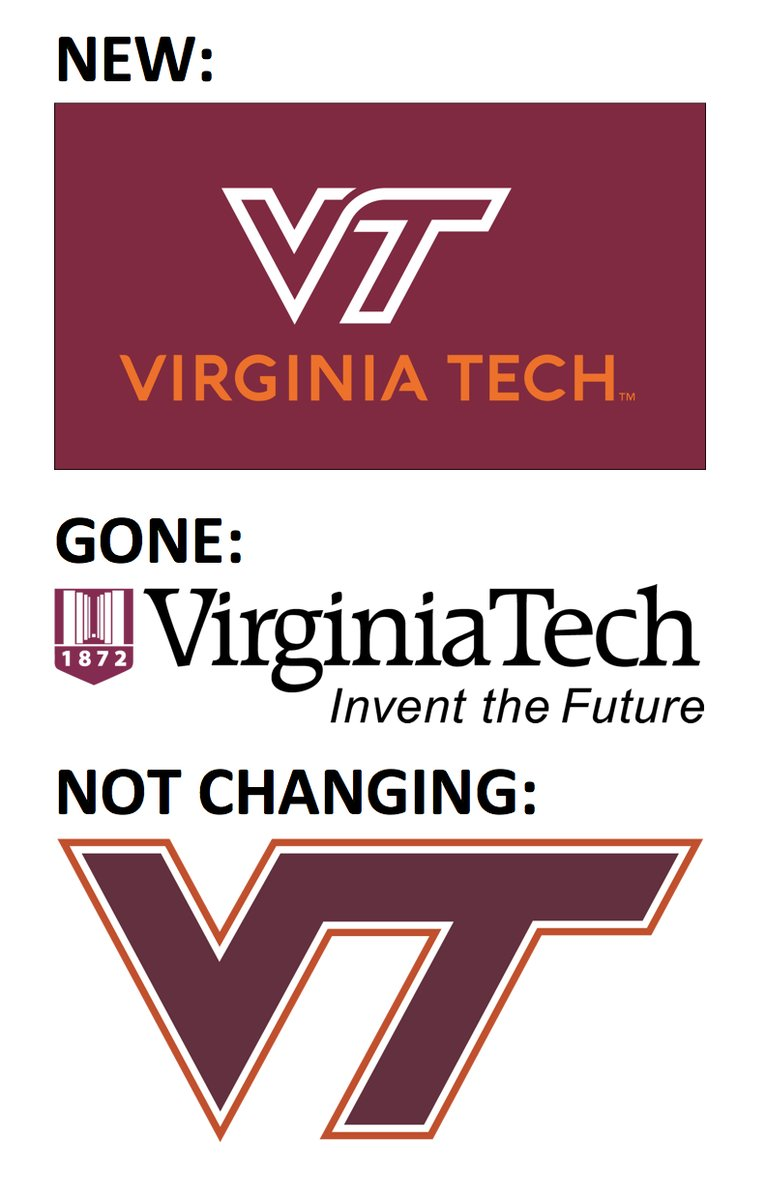 NEW:
VT
VIRGINIA TECH™
GONE:
1872
VirginiaTech
Invent the Future
NOT CHANGING:
VT